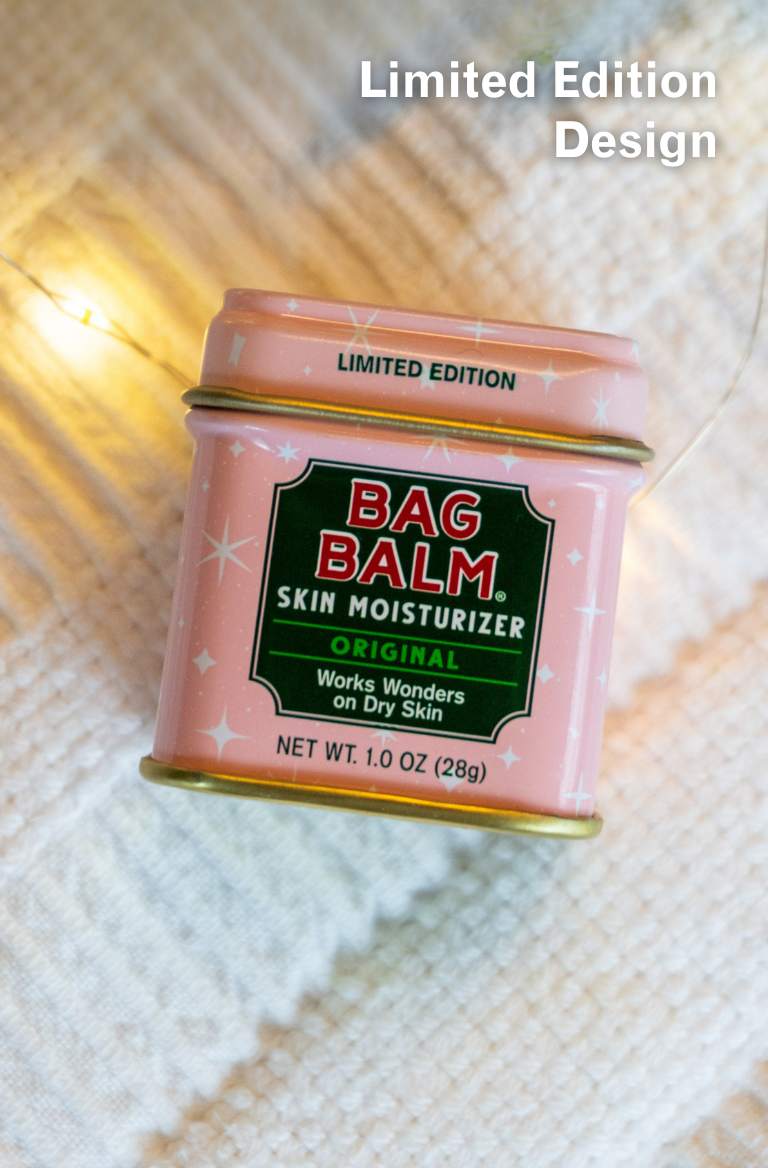 Limited Edition
Design
LIMITED EDITION
BAG
BALM®
SKIN MOISTURIZER
ORIGINAL
Works Wonders
on Dry Skin
NET WT. 1.0 OZ (28g)